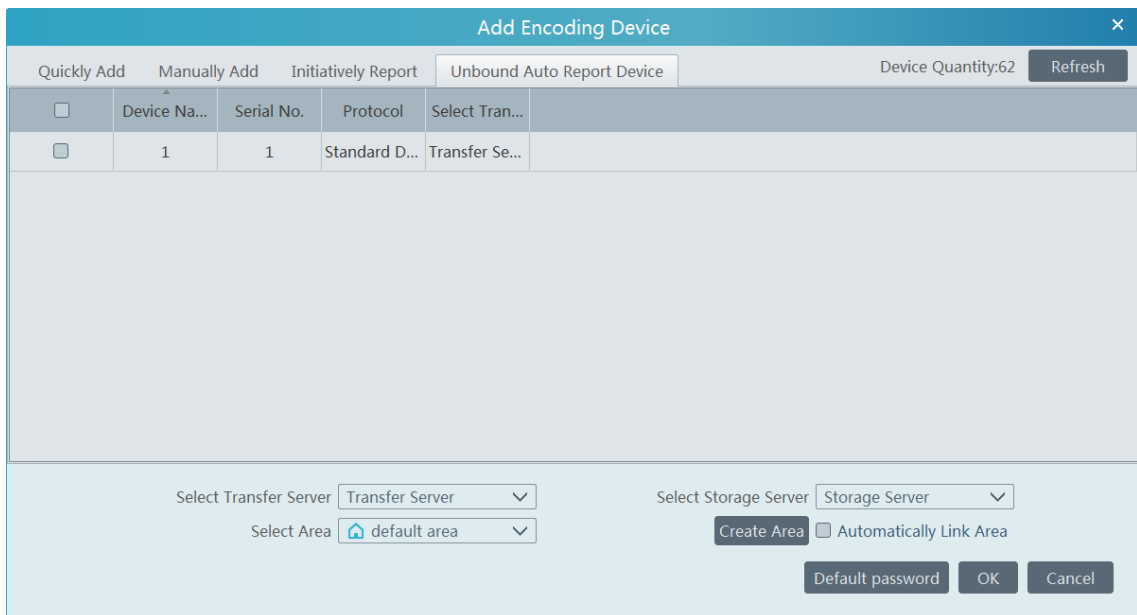 Add Encoding Device
Quickly Add Manually Add Initiatively Report Unbound Auto Report Device Device Quantity:62 Refresh
Device Na... Serial No. Protocol Select Tran...
1 1 Standard D... Transfer Se...
Select Transfer Server Transfer Server Select Storage Server Storage Server
Select Area default area Create Area Automatically Link Area
Default password OK Cancel